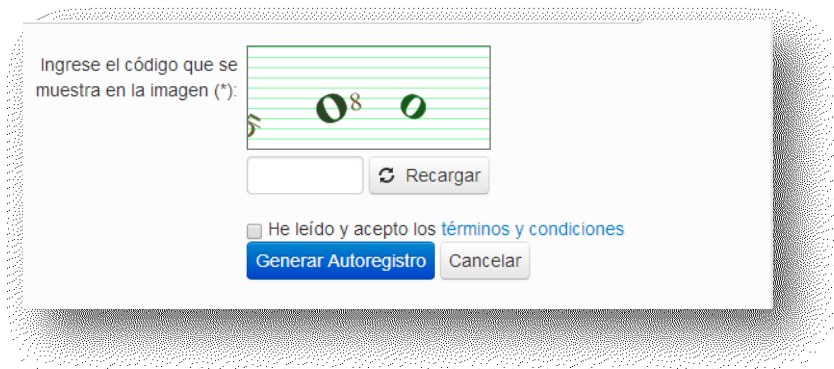 Ingrese el código que se
muestra en la imagen (*):
Recargar
He leído y acepto los términos y condiciones
Generar Autoregistro Cancelar